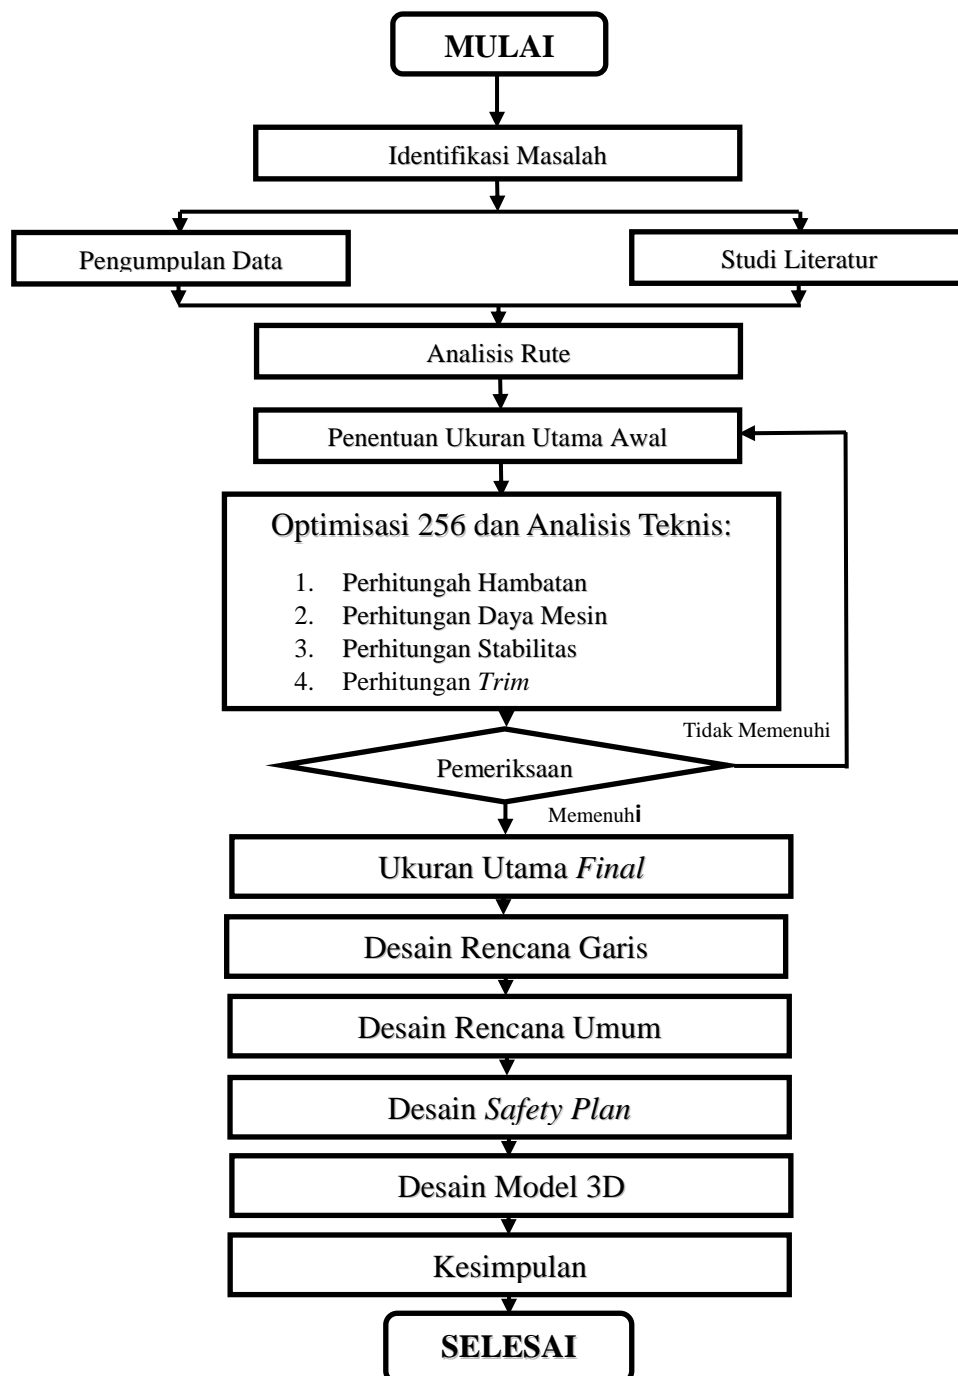 MULAI
Identifikasi Masalah
Pengumpulan Data
Studi Literatur
Analisis Rute
Penentuan Ukuran Utama Awal
Optimisasi 256 dan Analisis Teknis:
1. Perhitungah Hambatan
2. Perhitungan Daya Mesin
3. Perhitungan Stabilitas
4. Perhitungan Trim
Tidak Memenuhi
Pemeriksaan
Memenuhi
Ukuran Utama Final
Desain Rencana Garis
Desain Rencana Umum
Desain Safety Plan
Desain Model 3D
Kesimpulan
SELESAI